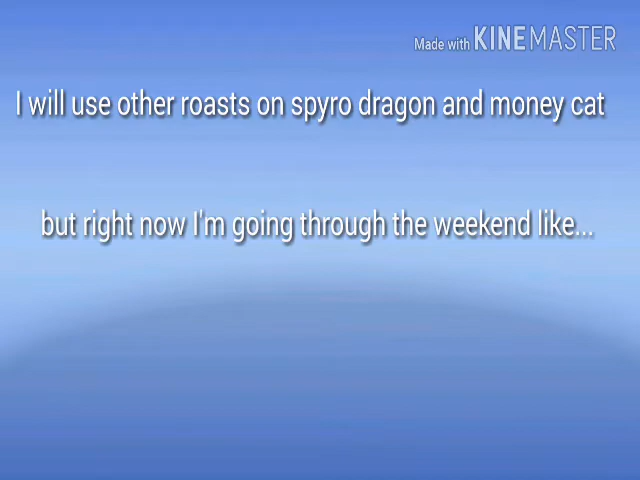 Made with KINEMASTER
I will use other roasts on spyro dragon and money cat
but right now I'm going through the weekend like...